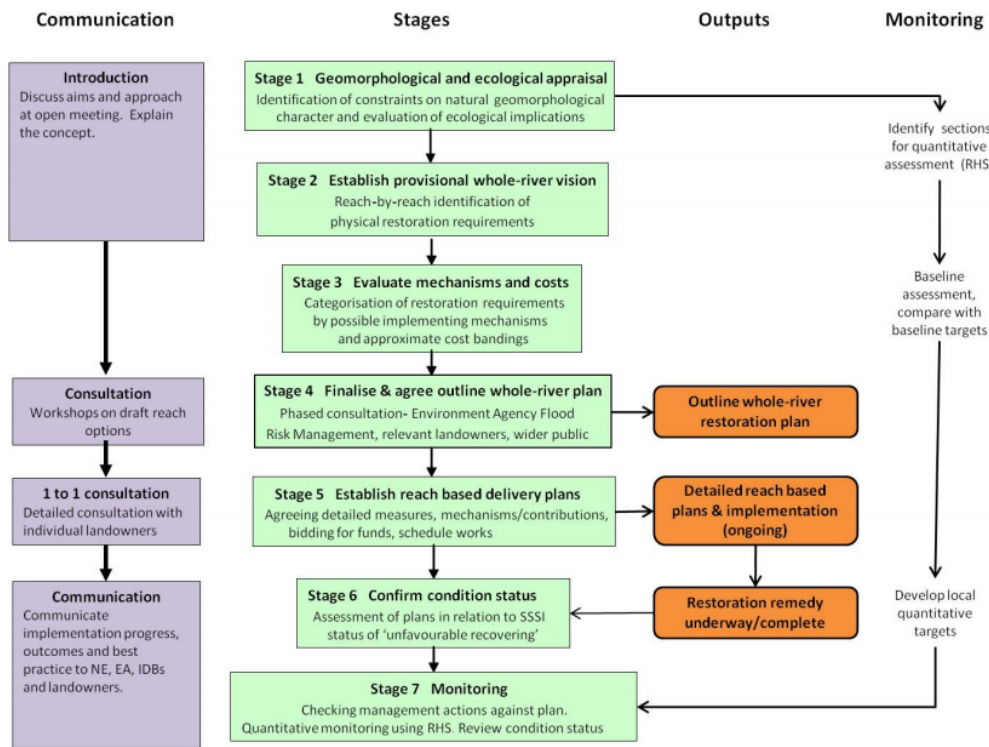 Communication
Stages
Outputs
Monitoring
Introduction
Discuss aims and approach
at open meeting. Explain
the concept.
Consultation
Workshops on draft reach
options
1 to 1 consultation
Detailed consultation with
individual landowners
Communication
Communicate
implementation progress,
outcomes and best
practice to NE, EA, IDBs
and landowners.
Stage 1 Geomorphological and ecological appraisal
Identification of constraints on natural geomorphological
character and evaluation of ecological implications
Stage 2 Establish provisional whole-river vision
Reach-by-reach identification of
physical restoration requirements
Stage 3 Evaluate mechanisms and costs
Categorisation of restoration requirements
by possible implementing mechanisms
and approximate cost bandings
Stage 4 Finalise & agree outline whole-river plan
Phased consultation- Environment Agency Flood
Risk Management, relevant landowners, wider public
Stage 5 Establish reach based delivery plans
Agreeing detailed measures, mechanisms/contributions,
bidding for funds, schedule works
Stage 6 Confirm condition status
Assessment of plans in relation to SSSI
status of ‘unfavourable recovering’
Stage 7 Monitoring
Checking management actions against plan.
Quantitative monitoring using RHS. Review condition status
Outline whole-river
restoration plan
Detailed reach based
plans & implementation
(ongoing)
Restoration remedy
underway/complete
Identify sections
for quantitative
assessment (RHS
Baseline
assessment,
compare with
baseline targets
Develop local
quantitative
targets